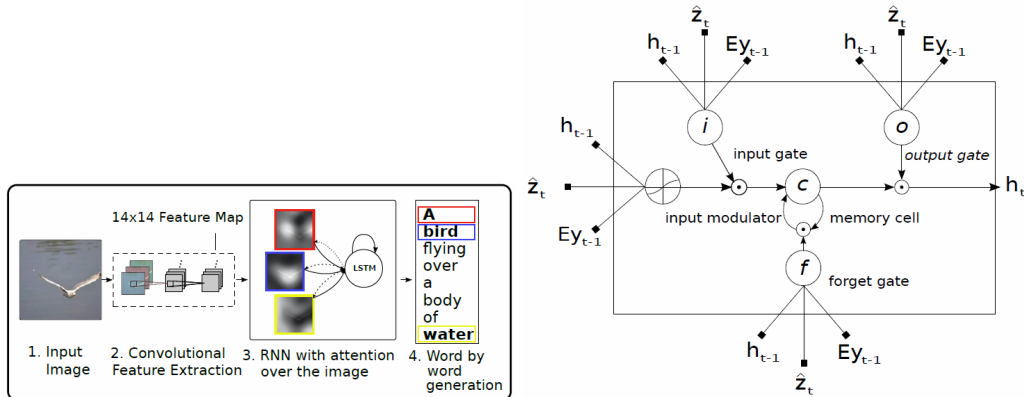 14x14 Feature Map
LSTM
A
bird
flying
over
a
body
of
water
1. Input
Image
2. Convolutional
Feature Extraction
3. RNN with attention
over the image
4. Word by
word
generation
ẑt
ht-1
Eyt-1
i
input gate
ẑt
ht-1
Eyt-1
o
output gate
ht-1
ẑt
Eyt-1
input modulator
c
memory cell
ht
f
forget gate
ht-1
ẑt
Eyt-1